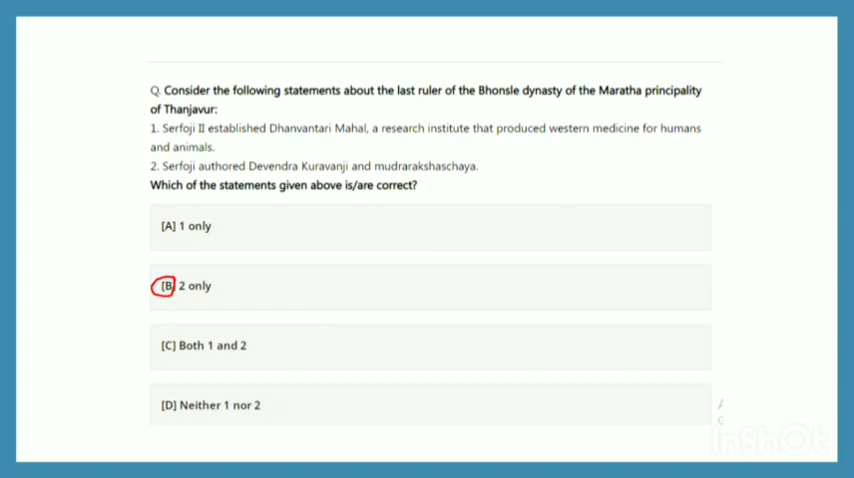 Q. Consider the following statements about the last ruler of the Bhonsle dynasty of the Maratha principality
of Thanjavur:
1. Serfoji II established Dhanvantari Mahal, a research institute that produced western medicine for humans
and animals.
2. Serfoji authored Devendra Kuravanji and mudrarakshaschaya.
Which of the statements given above is/are correct?
[A] 1 only
[B] 2 only
[C] Both 1 and 2
[D] Neither 1 nor 2
InShOt